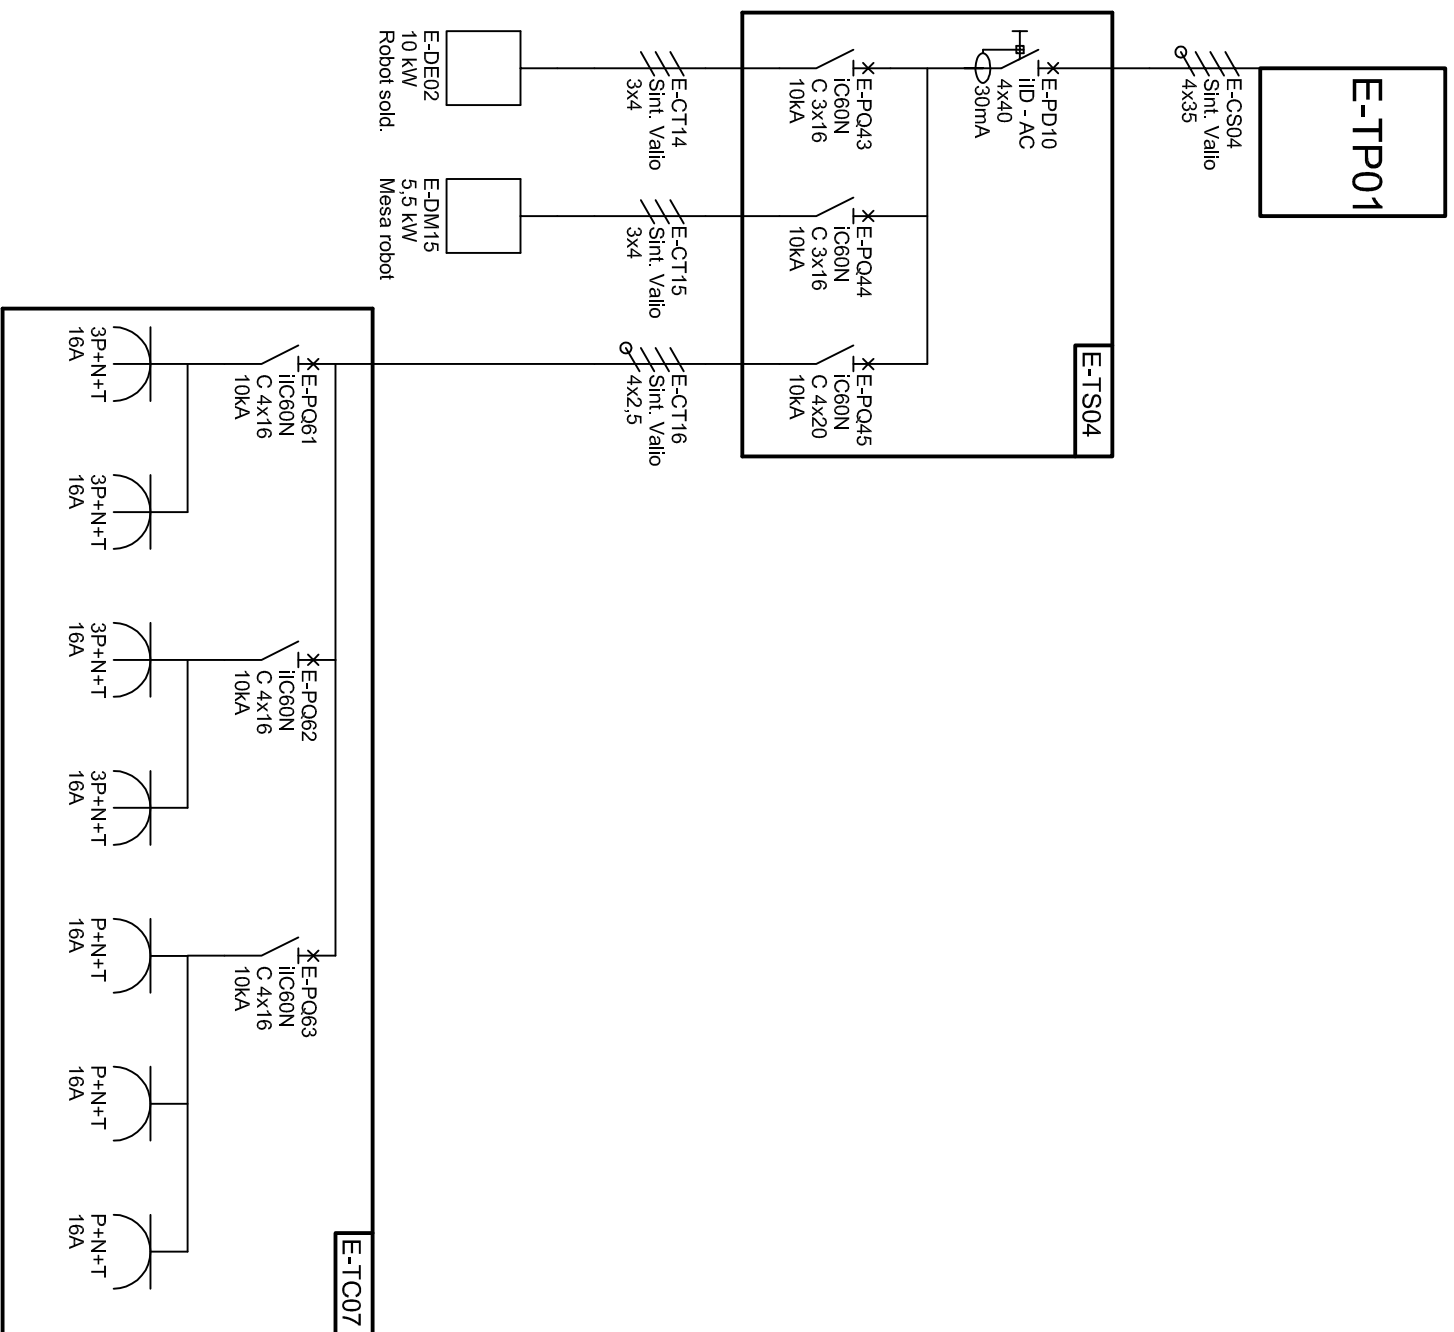 E-TP01
E-CS04
Sint. Valio
4x35
E-TS04
E-PD10
iID - AC
4x40
30mA
E-PQ43
iC60N
C 3x16
10kA
E-PQ44
iC60N
C 3x16
10kA
E-PQ45
iC60N
C 4x20
10kA
E-CT14
Sint. Valio
3x4
E-CT15
Sint. Valio
3x4
E-CT16
Sint. Valio
4x2,5
E-DE02
10 kW
Robot sold.
E-DM15
5,5 kW
Mesa robot
E-TC07
E-PQ61
iIC60N
C 4x16
10kA
E-PQ62
iIC60N
C 4x16
10kA
E-PQ63
iIC60N
C 4x16
10kA
3P+N+T
16A
3P+N+T
16A
3P+N+T
16A
3P+N+T
16A
P+N+T
16A
P+N+T
16A
P+N+T
16A